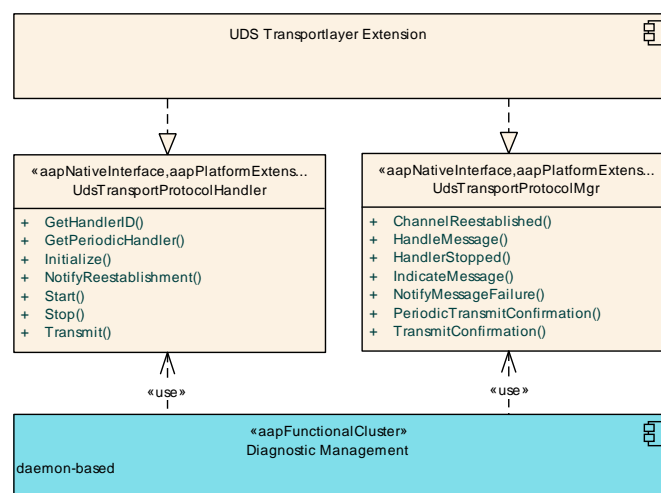 UDS Transportlayer Extension
«aapNativeInterface,aapPlatformExtens...
UdsTransportProtocolHandler
+ GetHandlerID()
+ GetPeriodicHandler()
+ Initialize()
+ NotifyReestablishment()
+ Start()
+ Stop()
+ Transmit()
«aapNativeInterface,aapPlatformExtens...
UdsTransportProtocolMgr
+ ChannelReestablished()
+ HandleMessage()
+ HandlerStopped()
+ IndicateMessage()
+ NotifyMessageFailure()
+ PeriodicTransmitConfirmation()
+ TransmitConfirmation()
«use»
«use»
«aapFunctionalCluster»
Diagnostic Management
daemon-based